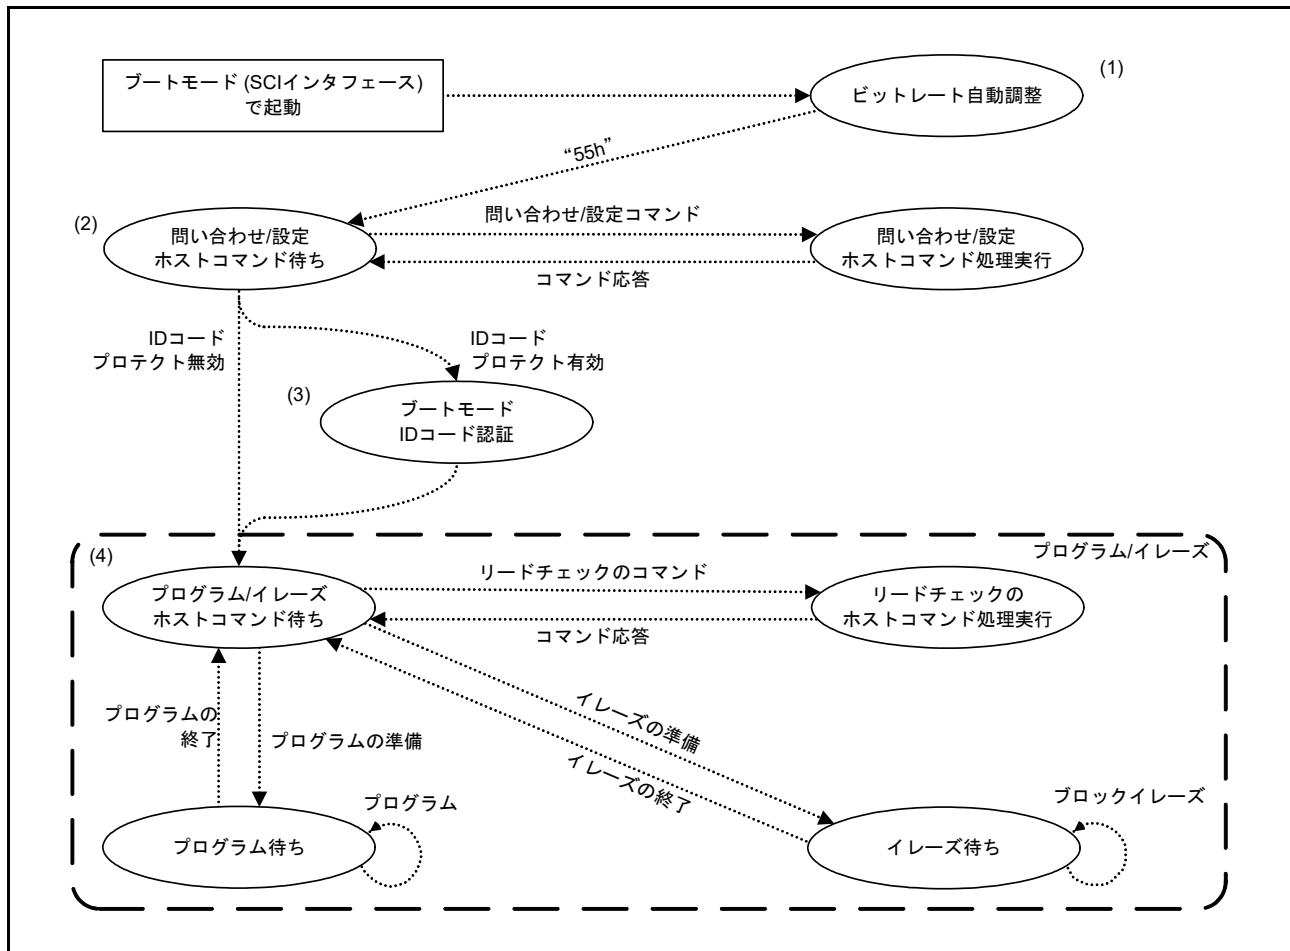 ブートモード (SCIインタフェース)
で起動
(1)
ビットレート自動調整
“55h”
(2)
問い合わせ/設定
ホストコマンド待ち
問い合わせ/設定コマンド
コマンド応答
問い合わせ/設定
ホストコマンド処理実行
IDコード
プロテクト無効
IDコード
プロテクト有効
(3)
ブートモード
IDコード認証
プログラム/イレーズ
(4)
プログラム/イレーズ
ホストコマンド待ち
リードチェックのコマンド
コマンド応答
リードチェックの
ホストコマンド処理実行
プログラムの
終了
プログラムの準備
イレーズの準備
イレーズの終了
プログラム
プログラム待ち
ブロックイレーズ
イレーズ待ち